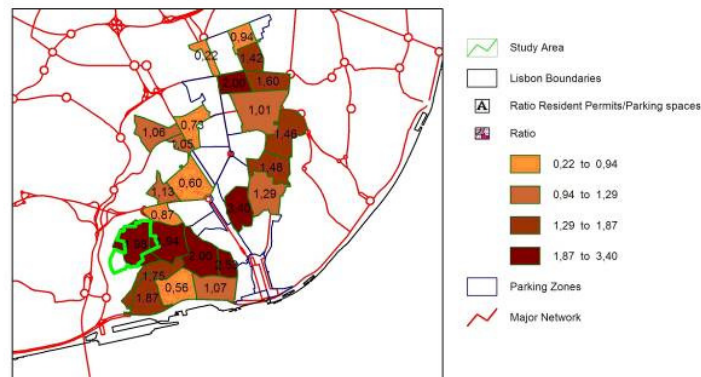 0,94
0,22
1,42
2,00
1,60
1,01
0,73
1,06
1,05
1,46
1,48
0,60
1,13
1,29
0,87
1,94
2,00
1,75
1,87
0,56
1,07
Study Area
Lisbon Boundaries
A Ratio Resident Permits/Parking spaces
Ratio
0,22 to 0,94
0,94 to 1,29
1,29 to 1,87
1,87 to 3,40
Parking Zones
Major Network